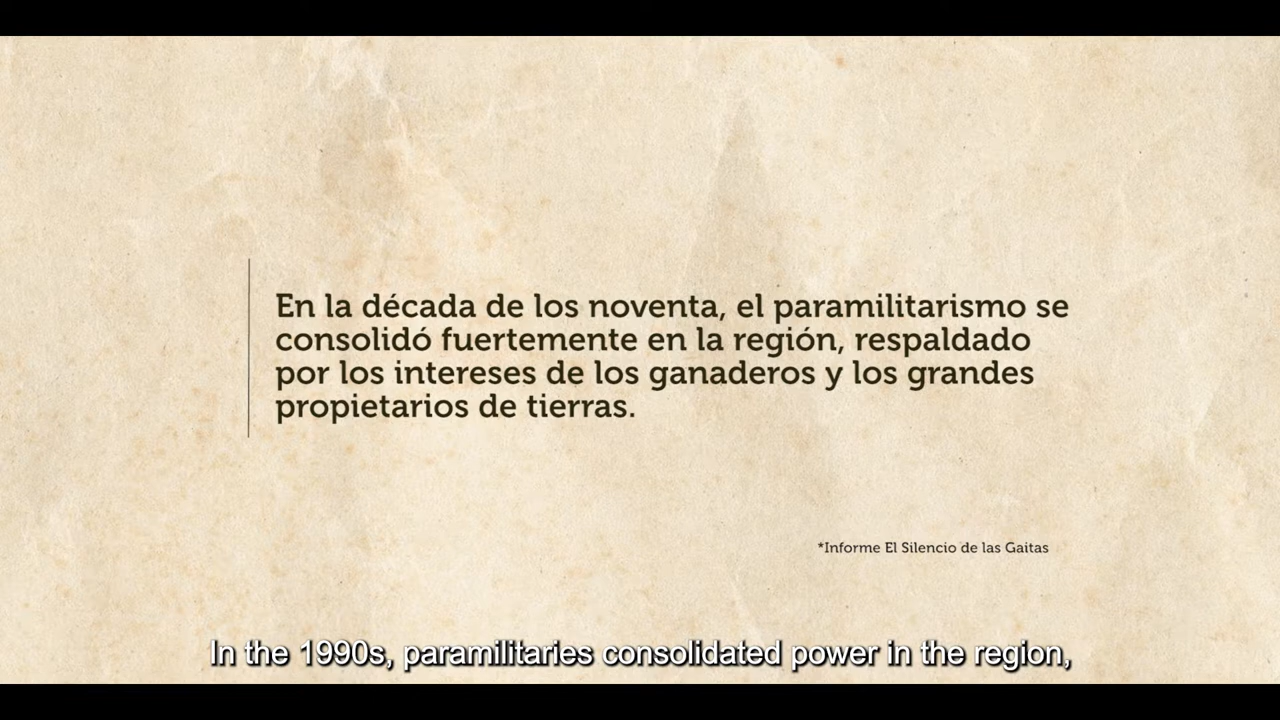 En la década de los noventa, el paramilitarismo se
consolidó fuertemente en la región, respaldado
por los intereses de los ganaderos y los grandes
propietarios de tierras.
*Informe El Silencio de las Gaitas
In the 1990s, paramilitaries consolidated power in the region,